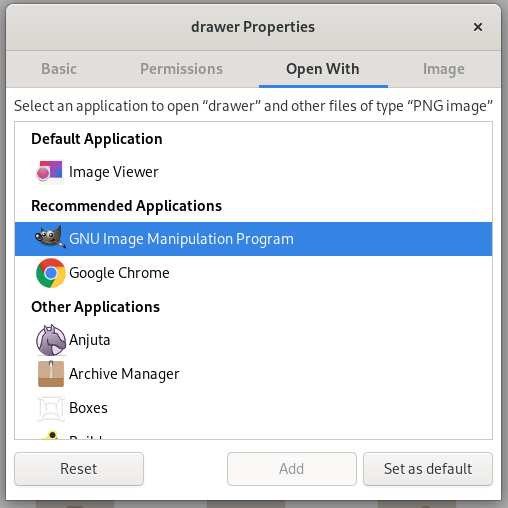 drawer Properties
Basic Permissions Open With Image
Select an application to open “drawer” and other files of type “PNG image”
Default Application
Image Viewer
Recommended Applications
GNU Image Manipulation Program
Google Chrome
Other Applications
Anjuta
Archive Manager
Boxes
Reset Add Set as default